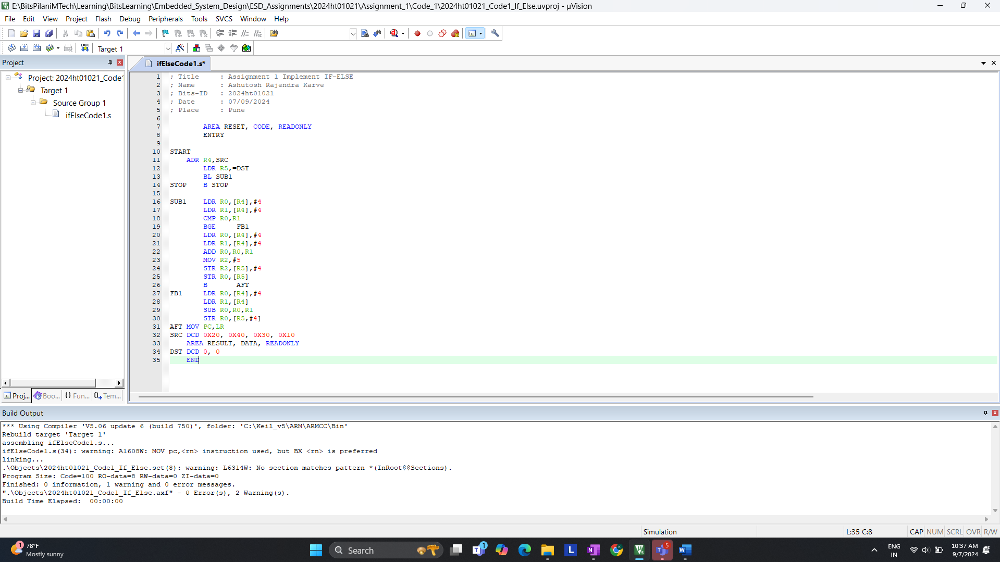 E:\BitsPilaniMTech\Learning\BitsLearning\Embedded_System_Design\ESD_Assignments\2024ht01021\Assignment_1\Code_1\2024ht01021_Code1_If_Else.uvproj - µVision
File Edit View Project Flash Debug Peripherals Tools SVCS Window Help
LOAD Target 1
Project
Project: 2024ht01021_Code1
Target 1
Source Group 1
ifElseCode1.s
Proj... Boo... {} Fun... Tem...
ifElseCode1.s*
1 ; Title : Assignment 1 Implement IF-ELSE
2 ; Name : Ashutosh Rajendra Karve
3 ; Bits-ID : 2024ht01021
4 ; Date : 07/09/2024
5 ; Place : Pune
6
7 AREA RESET, CODE, READONLY
8 ENTRY
9
10 START
11 ADR R4,SRC
12 LDR R5,=DST
13 BL SUB1
14 STOP B STOP
15
16 SUB1 LDR R0,[R4],#4
17 LDR R1,[R4],#4
18 CMP R0,R1
19 BGE FB1
20 LDR R0,[R4],#4
21 LDR R1,[R4],#4
22 ADD R0,R0,R1
23 MOV R2,#5
24 STR R2,[R5],#4
25 STR R0,[R5]
26 B AFT
27 FB1 LDR R0,[R4],#4
28 LDR R1,[R4]
29 SUB R0,R0,R1
30 STR R0,[R5,#4]
31 AFT MOV PC,LR
32 SRC DCD 0X20, 0X40, 0X30, 0X10
33 AREA RESULT, DATA, READONLY
34 DST DCD 0, 0
35 END
Build Output
*** Using Compiler 'V5.06 update 6 (build 750)', folder: 'C:\Keil_v5\ARM\ARMCC\Bin'
Rebuild target 'Target 1'
assembling ifElseCode1.s...
ifElseCode1.s(34): warning: A1608W: MOV pc,<rn> instruction used, but BX <rn> is preferred
linking...
.\Objects\2024ht01021_Code1_If_Else.sct(8): warning: L6314W: No section matches pattern *(InRoot$$Sections).
Program Size: Code=100 RO-data=8 RW-data=0 ZI-data=0
Finished: 0 information, 1 warning and 0 error messages.
".\Objects\2024ht01021_Code1_If_Else.axf" - 0 Error(s), 2 Warning(s).
Build Time Elapsed: 00:00:00
Simulation L:35 C:8 CAP NUM SCRL OVR R/W
1 78°F
Mostly sunny
Search
1
L
N
5
W
ENG
IN
10:37 AM
9/7/2024